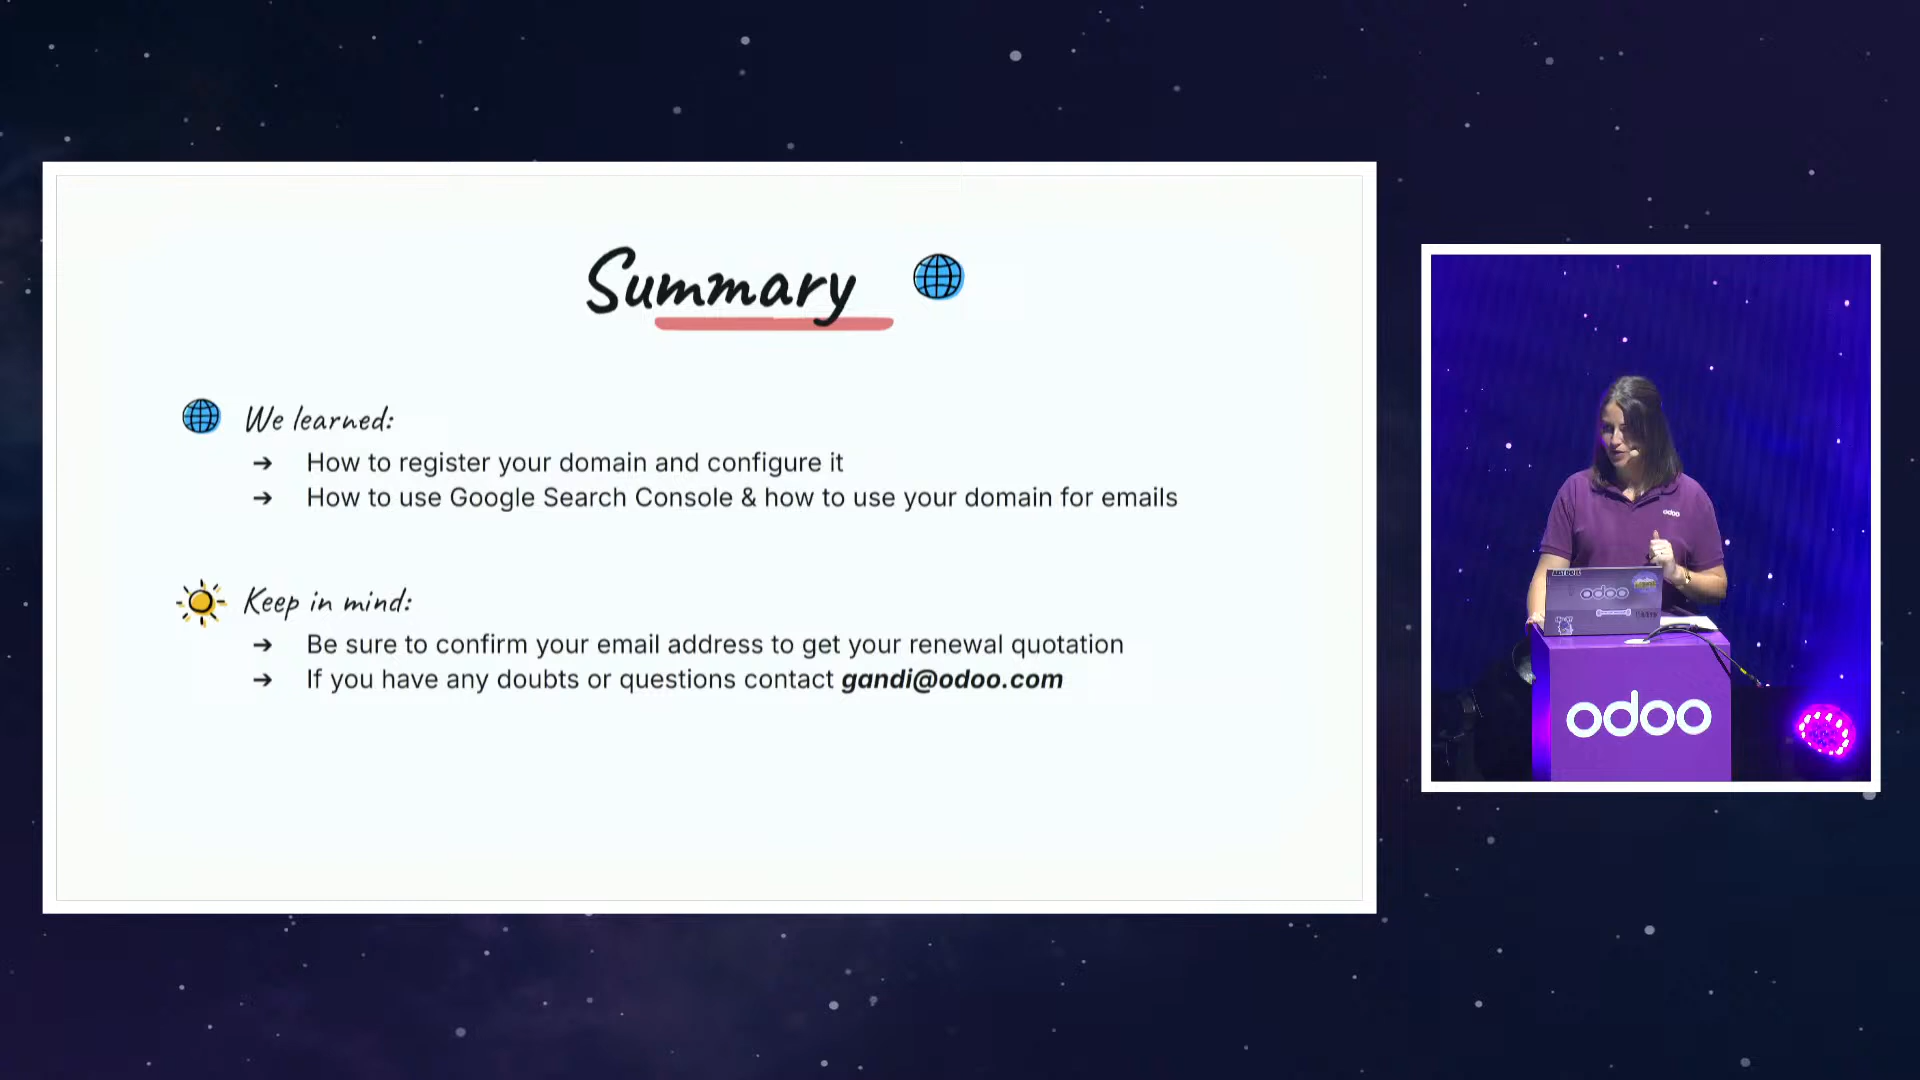 Summary
We learned:
➔ How to register your domain and configure it
➔ How to use Google Search Console & how to use your domain for emails
Keep in mind:
➔ Be sure to confirm your email address to get your renewal quotation
➔ If you have any doubts or questions contact gandi@odoo.com
odoo
odoo
odoo